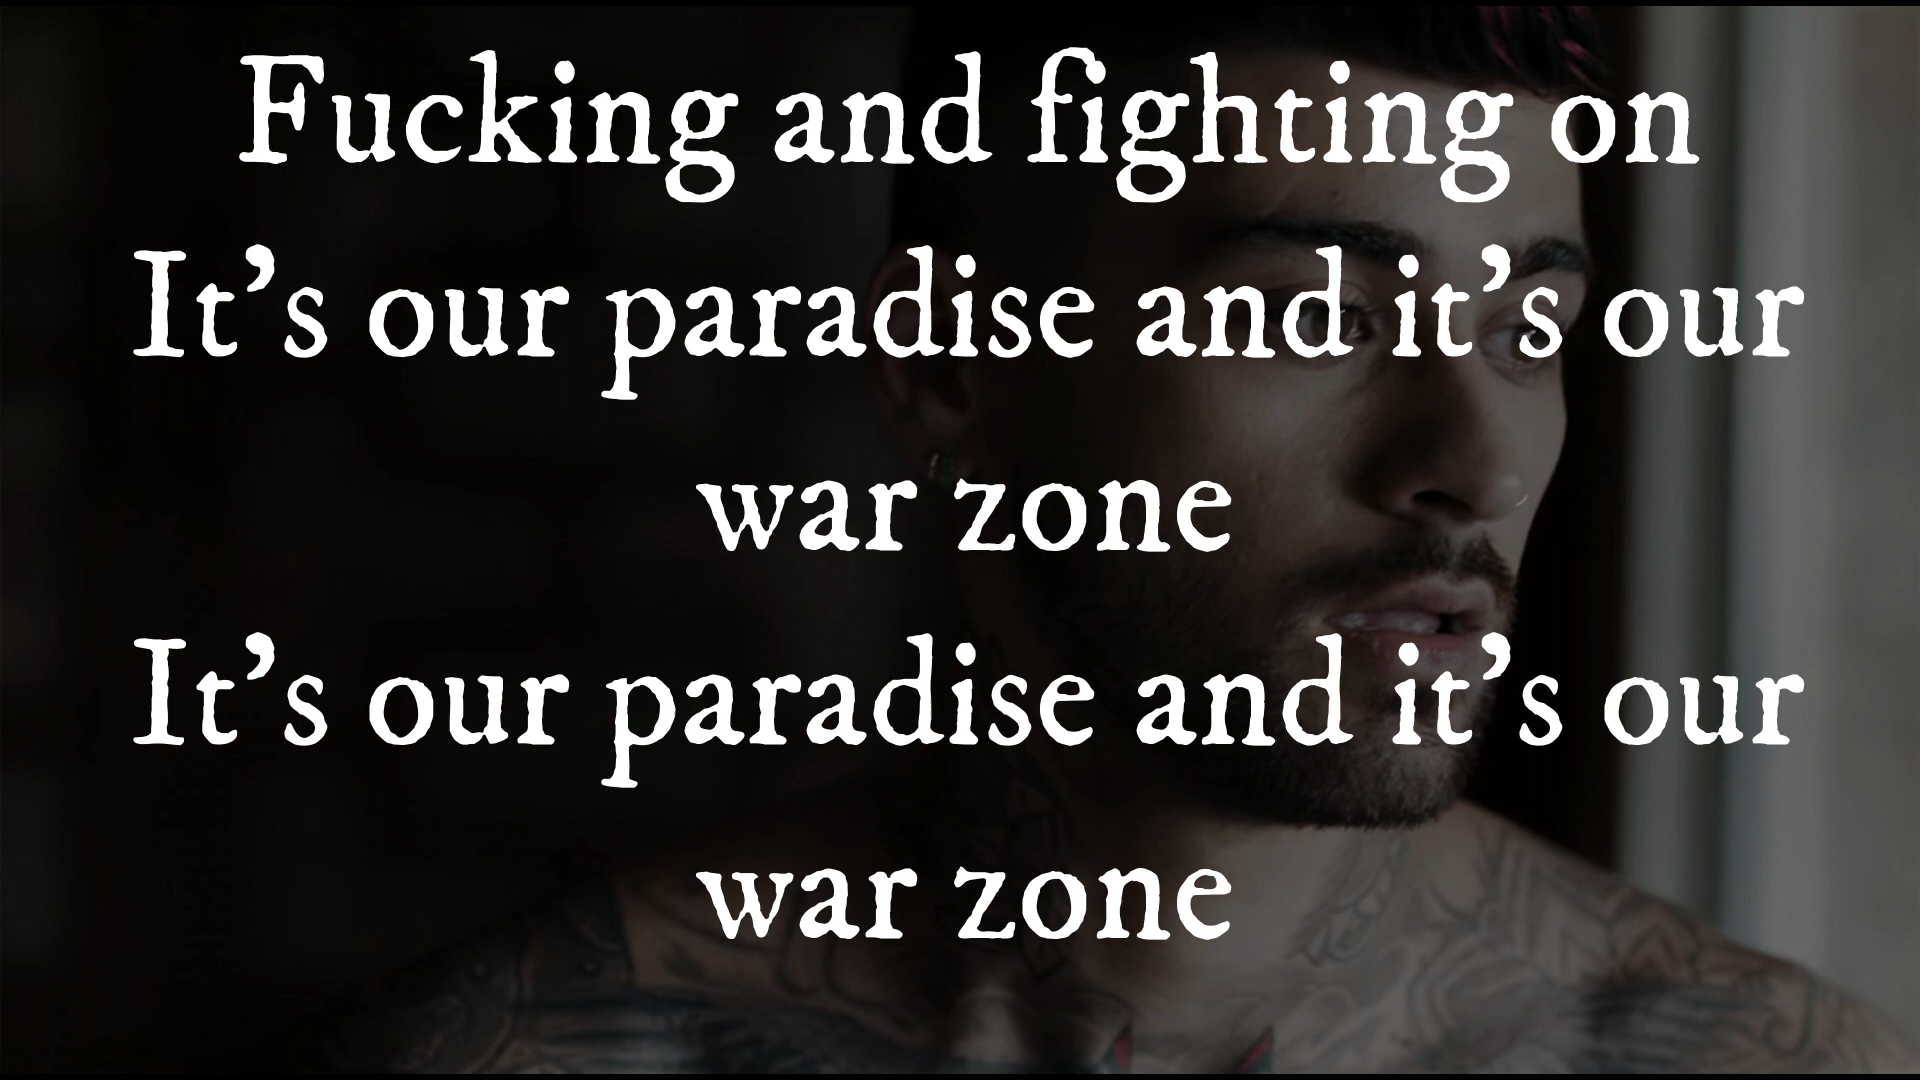 Fucking and fighting on
It’s our paradise and it’s our
war zone
It’s our paradise and it’s our
war zone